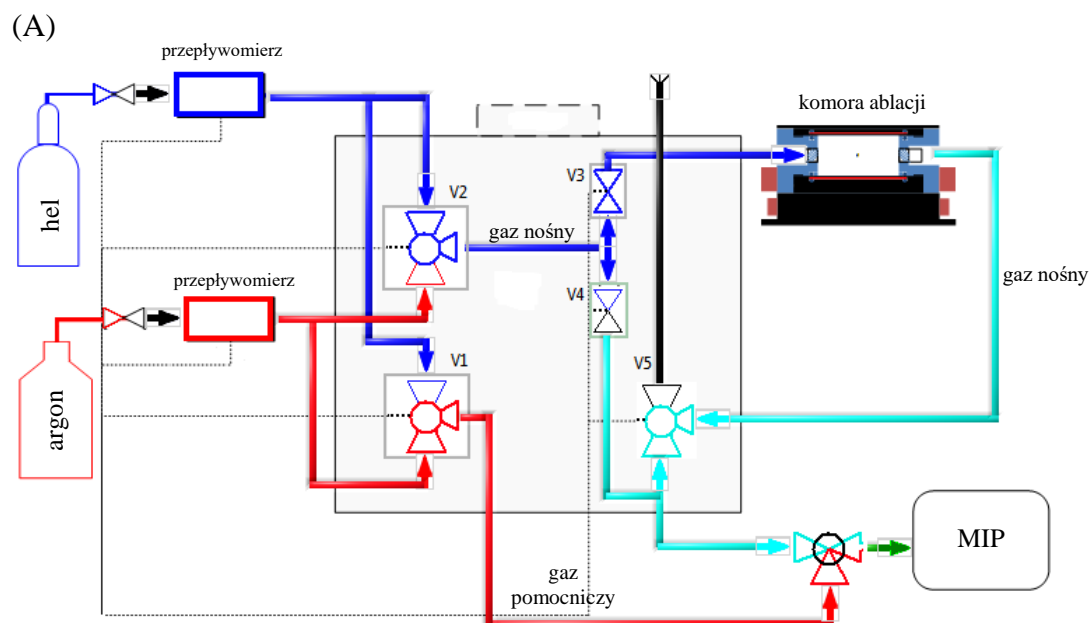 (A)
przepływomierz
komora ablacji
hel
V3
V2
gaz nośny
gaz nośny
przepływomierz
V4
V5
V1
argon
MIP
gaz
pomocniczy